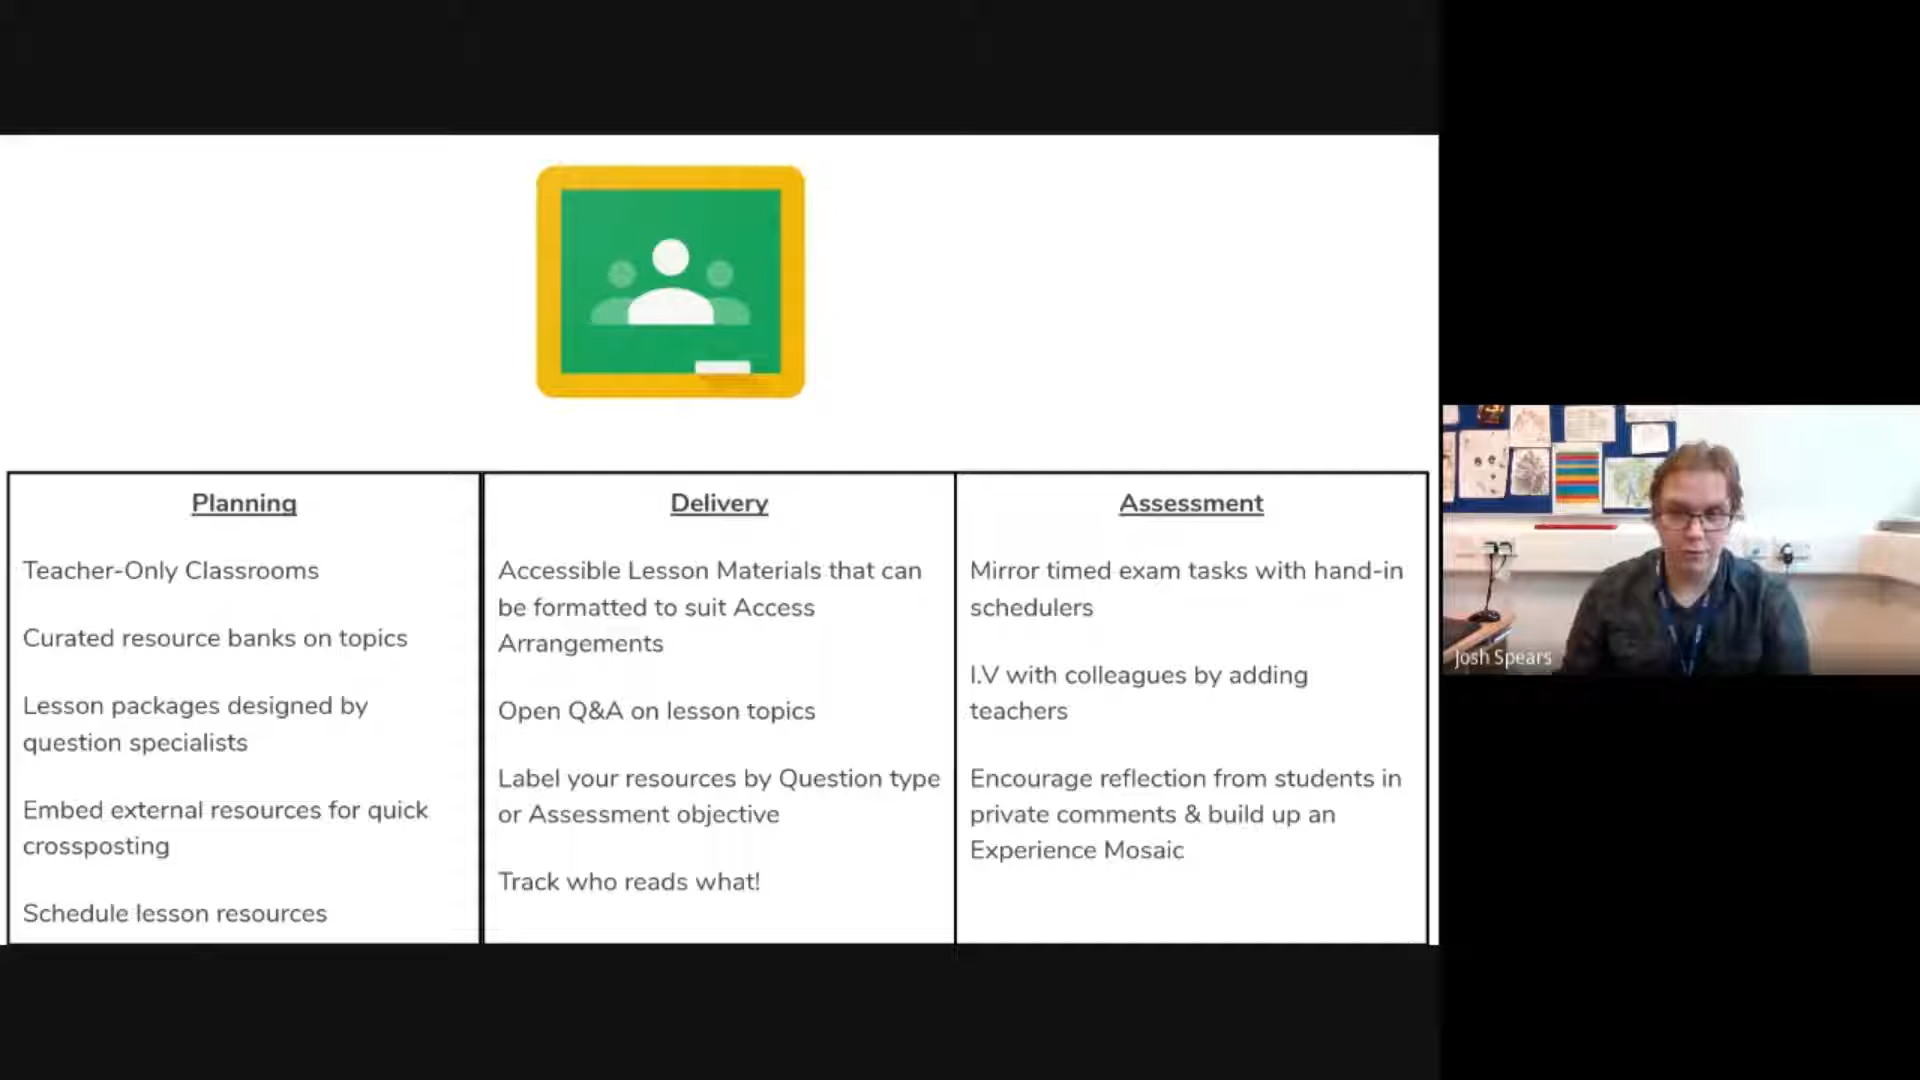 Planning
Teacher-Only Classrooms
Curated resource banks on topics
Lesson packages designed by
question specialists
Embed external resources for quick
crossposting
Schedule lesson resources
Delivery
Accessible Lesson Materials that can
be formatted to suit Access
Arrangements
Open Q&A on lesson topics
Label your resources by Question type
or Assessment objective
Track who reads what!
Assessment
Mirror timed exam tasks with hand-in
schedulers
I.V with colleagues by adding
teachers
Encourage reflection from students in
private comments & build up an
Experience Mosaic
Josh Spears